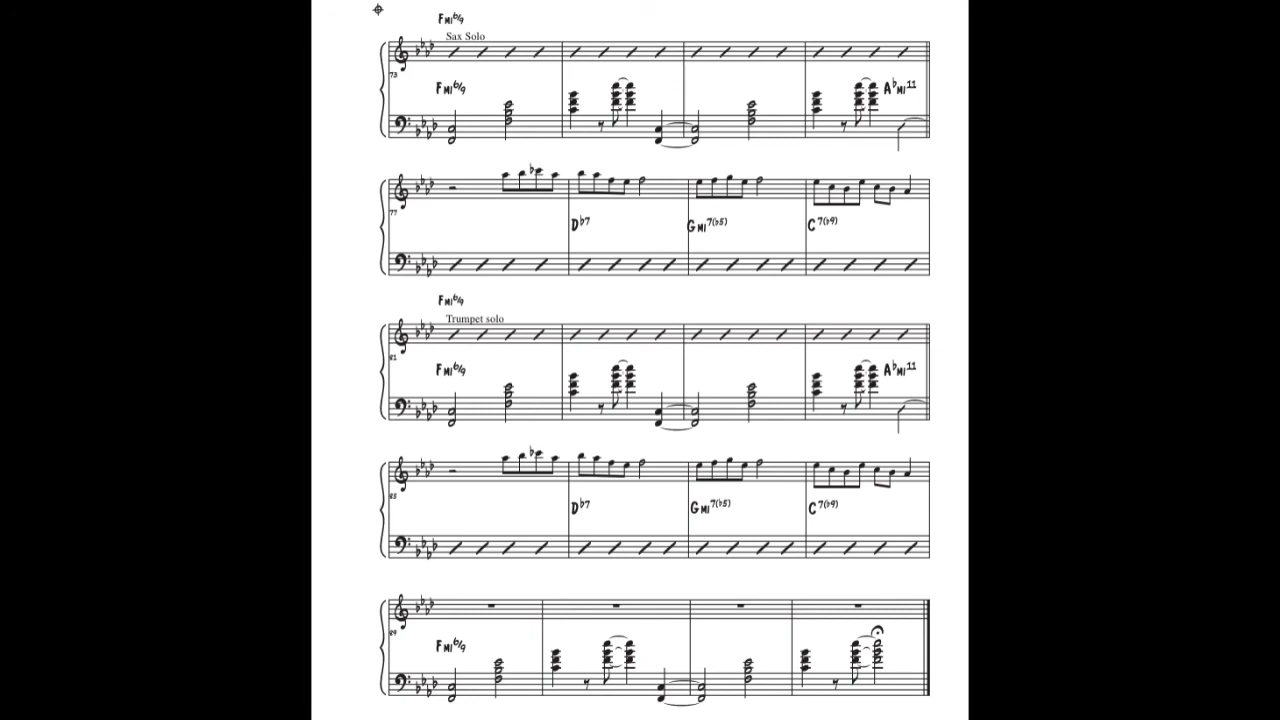 Fmi6/9
Sax Solo
73
Fmi6/9 A♭mi11
77
D♭7 Gmi7(♭5) C7(♭9)
Fmi6/9
Trumpet solo
81
Fmi6/9 A♭mi11
85
D♭7 Gmi7(♭5) C7(♭9)
89
Fmi6/9